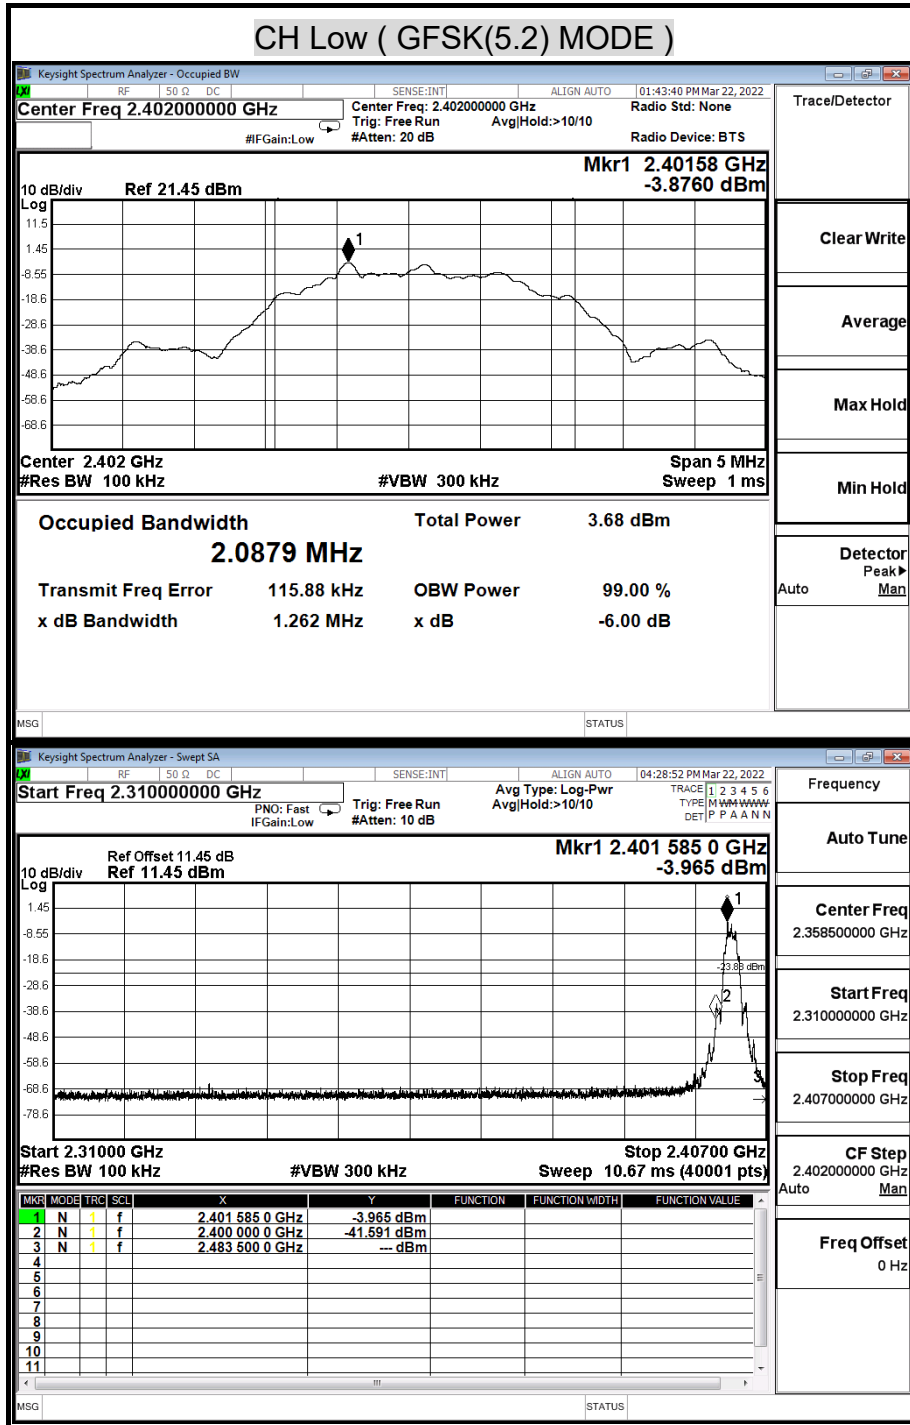 CH Low ( GFSK(5.2) MODE )
Keysight Spectrum Analyzer - Occupied BW
LXI RF 50 Ω DC SENSE:INT ALIGN AUTO 01:43:40 PM Mar 22, 2022
Center Freq 2.402000000 GHz
Center Freq: 2.402000000 GHz Radio Std: None
Trig: Free Run Avg|Hold:>10/10
#IFGain:Low #Atten: 20 dB Radio Device: BTS
Trace/Detector
Mkr1 2.40158 GHz
-3.8760 dBm
10 dB/div Ref 21.45 dBm
Log
11.5
1.45
-8.55
-18.6
-28.6
-38.6
-48.6
-58.6
-68.6
1
Center 2.402 GHz Span 5 MHz
#Res BW 100 kHz #VBW 300 kHz Sweep 1 ms
Clear Write
Average
Max Hold
Min Hold
Detector
Peak▶
Auto Man
Occupied Bandwidth Total Power 3.68 dBm
2.0879 MHz
Transmit Freq Error 115.88 kHz OBW Power 99.00 %
x dB Bandwidth 1.262 MHz x dB -6.00 dB
MSG STATUS
Keysight Spectrum Analyzer - Swept SA
LXI RF 50 Ω DC SENSE:INT ALIGN AUTO 04:28:52 PM Mar 22, 2022
Start Freq 2.310000000 GHz
Avg Type: Log-Pwr TRACE 1 2 3 4 5 6
PNO: Fast Trig: Free Run Avg|Hold:>10/10 TYPE M WM WWWW
IFGain:Low #Atten: 10 dB DET P P A A N N
Frequency
Mkr1 2.401 585 0 GHz
-3.965 dBm
Ref Offset 11.45 dB
10 dB/div Ref 11.45 dBm
Log
1.45
-8.55
-18.6
-28.6
-38.6
-48.6
-58.6
-68.6
-78.6
1
-23.88 dBm
2
3
Start 2.31000 GHz Stop 2.40700 GHz
#Res BW 100 kHz #VBW 300 kHz Sweep 10.67 ms (40001 pts)
MKR MODE TRC SCL X Y FUNCTION FUNCTION WIDTH FUNCTION VALUE
1 N 1 f 2.401 585 0 GHz -3.965 dBm
2 N 1 f 2.400 000 0 GHz -41.591 dBm
3 N 1 f 2.483 500 0 GHz --- dBm
4
5
6
7
8
9
10
11
Auto Tune
Center Freq
2.358500000 GHz
Start Freq
2.310000000 GHz
Stop Freq
2.407000000 GHz
CF Step
2.402000000 GHz
Auto Man
Freq Offset
0 Hz
MSG STATUS